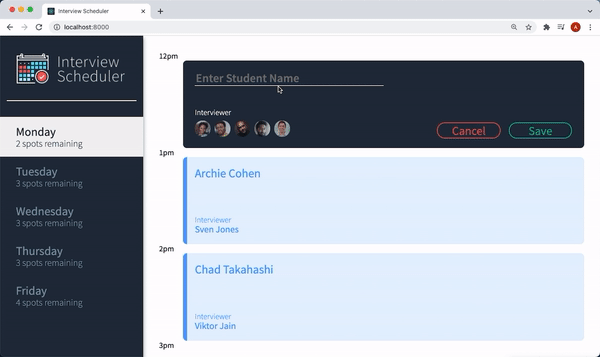 Interview Scheduler
localhost:8000
A
Interview
Scheduler
Monday
2 spots remaining
Tuesday
3 spots remaining
Wednesday
3 spots remaining
Thursday
3 spots remaining
Friday
4 spots remaining
12pm
Enter Student Name
Interviewer
Cancel
Save
1pm
Archie Cohen
Interviewer
Sven Jones
2pm
Chad Takahashi
Interviewer
Viktor Jain
3pm